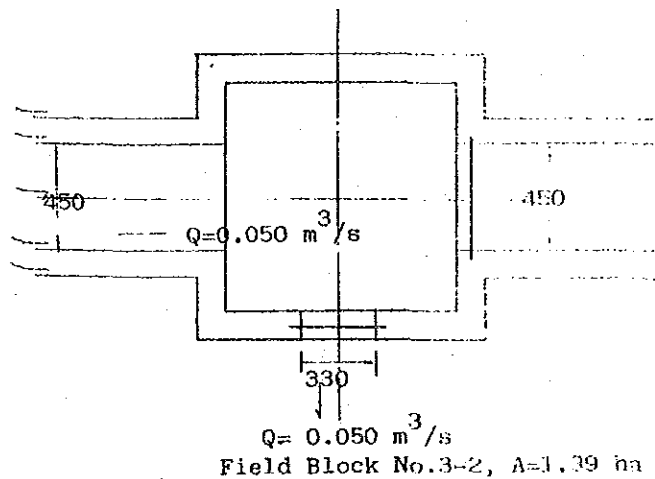 450
450
Q=0.050 m³/s
330
Q= 0.050 m³/s
Field Block No.3-2, A=1.39 ha